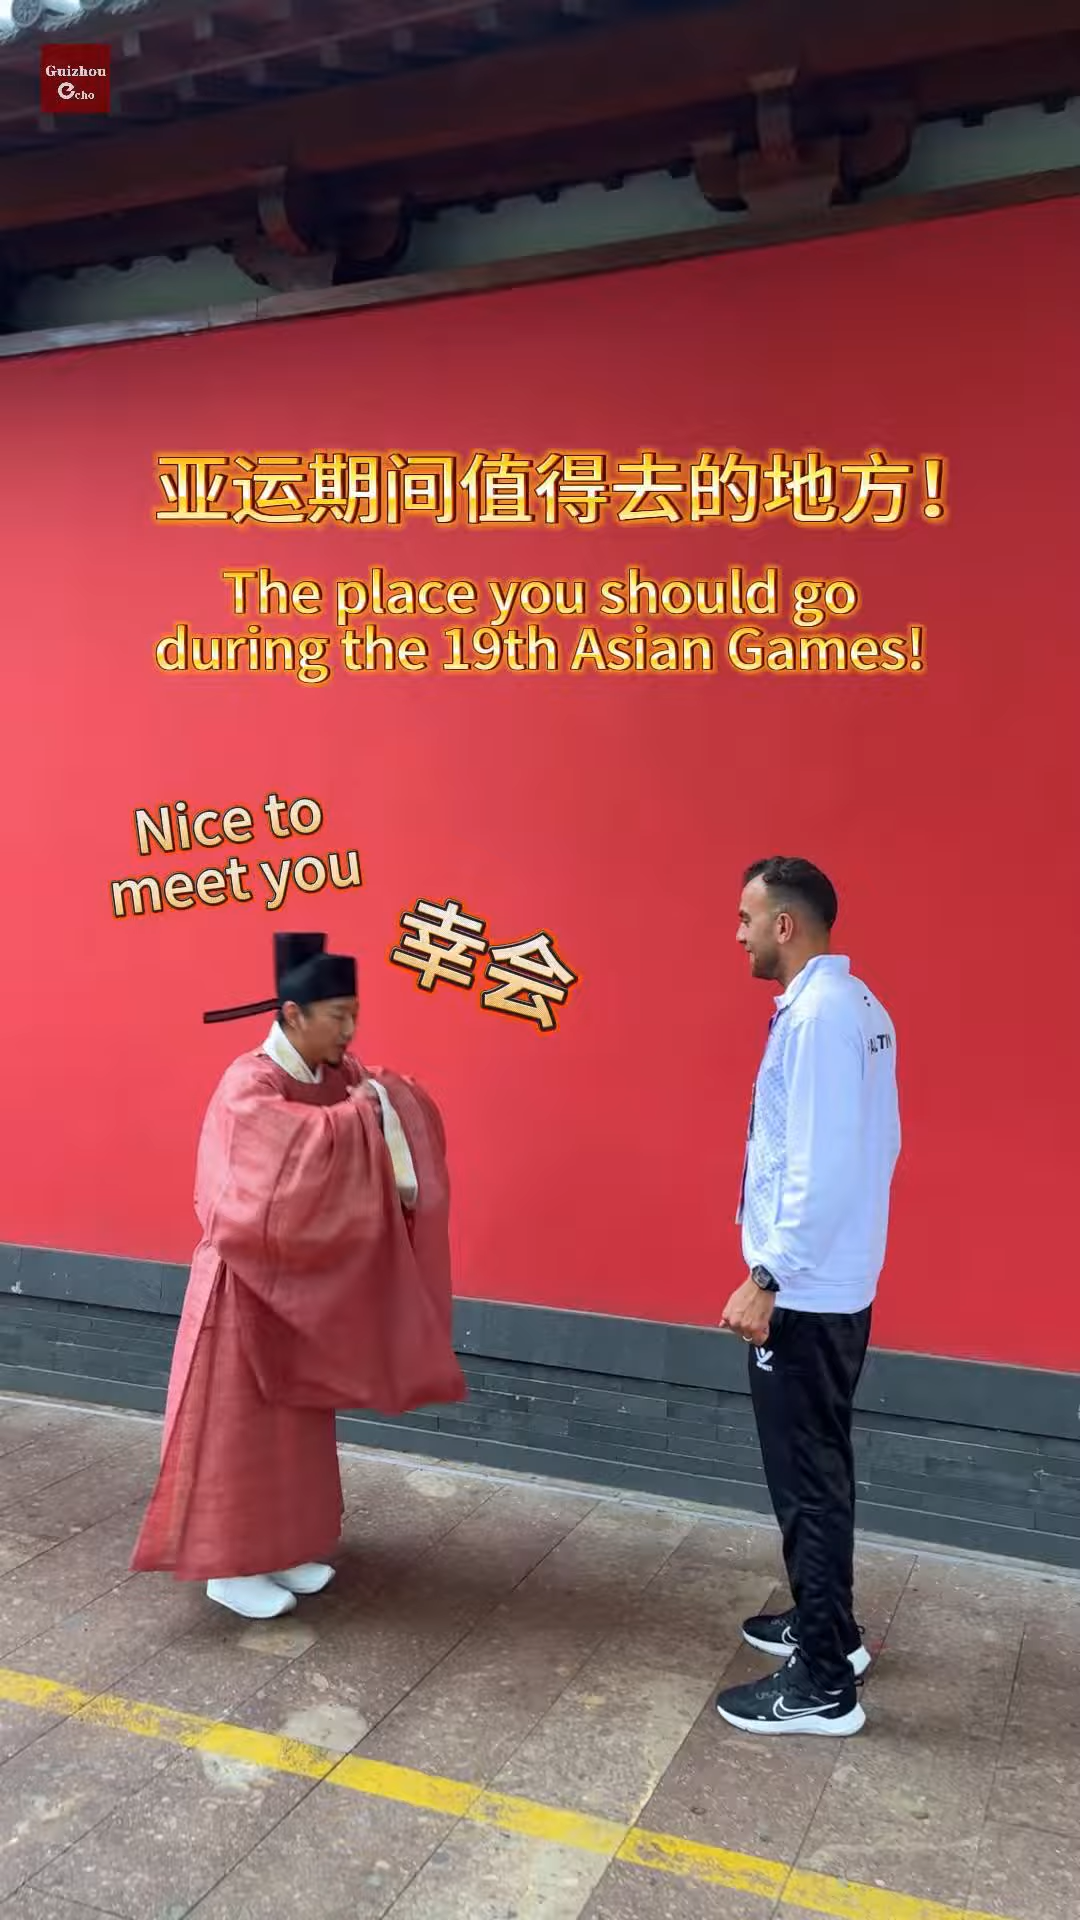 Guizhou
echo
亚运期间值得去的地方！
The place you should go
during the 19th Asian Games!
Nice to
meet you
幸会